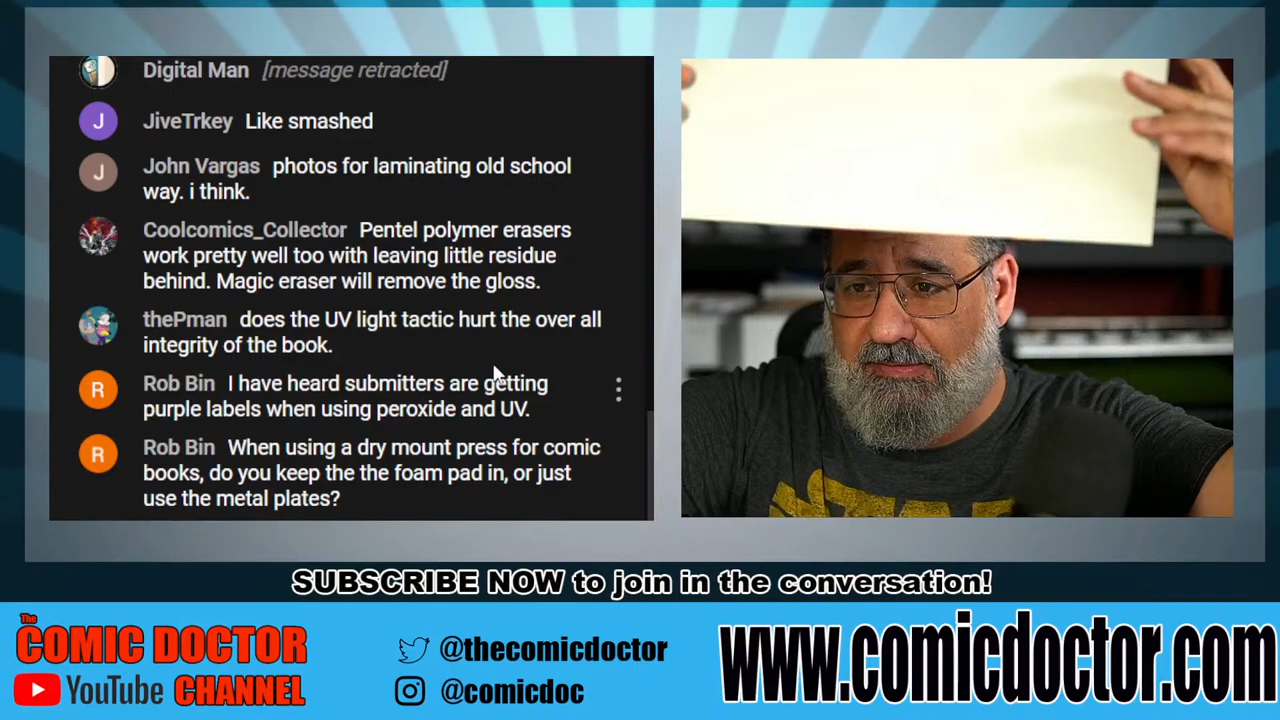 Digital Man [message retracted]
J JiveTrkey Like smashed
J John Vargas photos for laminating old school
way. i think.
Coolcomics_Collector Pentel polymer erasers
work pretty well too with leaving little residue
behind. Magic eraser will remove the gloss.
thePman does the UV light tactic hurt the over all
integrity of the book.
R Rob Bin I have heard submitters are getting
purple labels when using peroxide and UV.
R Rob Bin When using a dry mount press for comic
books, do you keep the the foam pad in, or just
use the metal plates?
SUBSCRIBE NOW to join in the conversation!
The
COMIC DOCTOR
YouTube CHANNEL
@thecomicdoctor
@comicdoc
www.comicdoctor.com